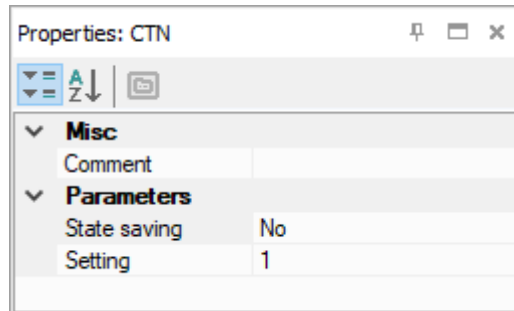 Properties: CTN
A
Z
Misc
Comment
Parameters
State saving No
Setting 1